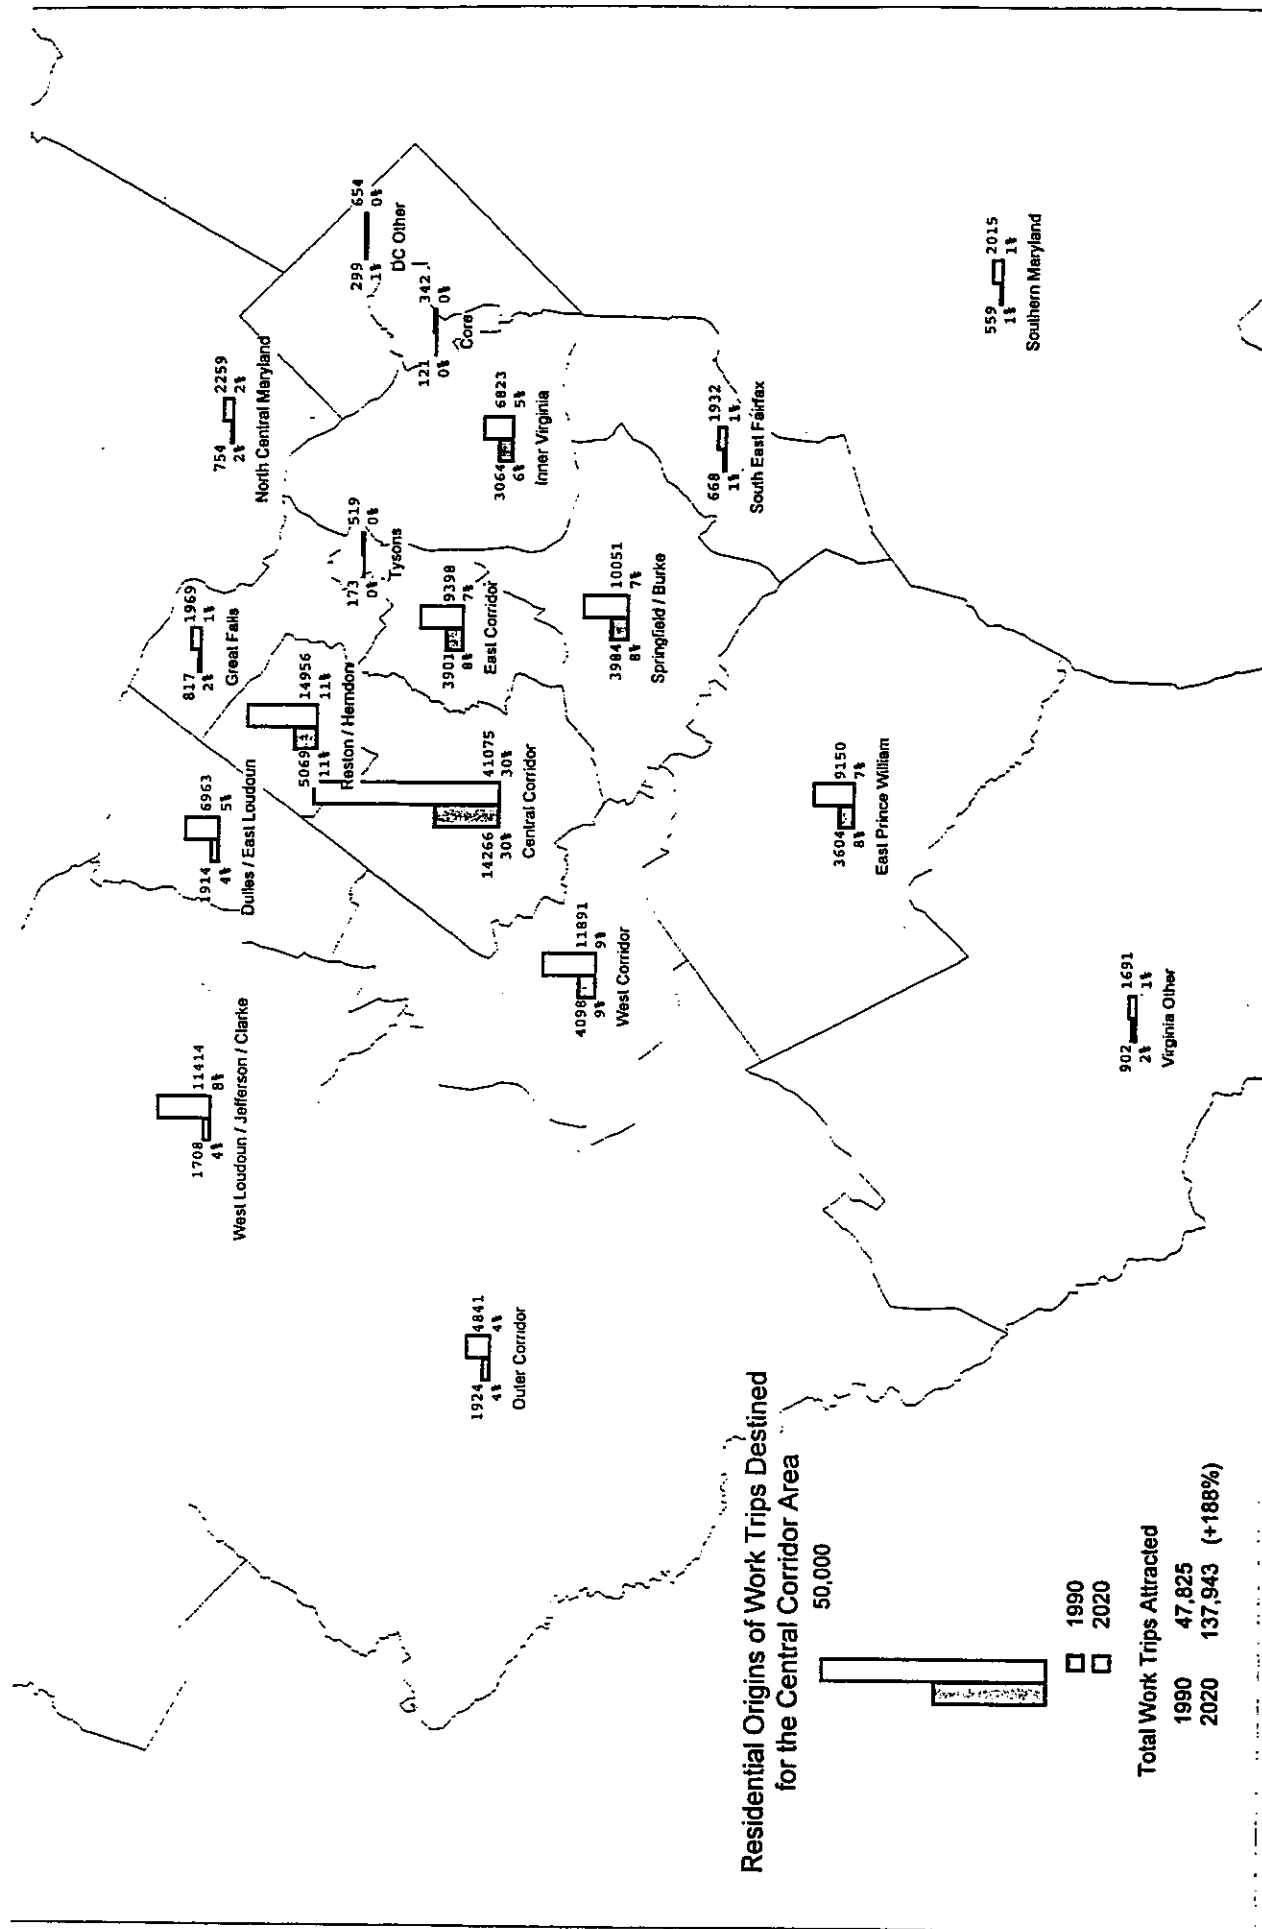 754 2259
2% 2%
North Central Maryland
299 654
1% 0%
DC Other
121 342
0% 0%
Core
817 1969
2% 1%
Great Falls
173 519
0% 0%
Tysons
3064 6823
6% 5%
Inner Virginia
1914 6963
4% 5%
Dulles / East Loudoun
5069 14956
11% 11%
Reston / Herndon
3901 9398
8% 7%
East Corridor
14266 41075
30% 30%
Central Corridor
3984 10051
8% 7%
Springfield / Burke
668 1932
1% 1%
South East Fairfax
559 2015
1% 1%
Southern Maryland
1708 11414
4% 8%
West Loudoun / Jefferson / Clarke
4098 11891
9% 9%
West Corridor
3604 9150
8% 7%
East Prince William
1924 4841
4% 4%
Outer Corridor
902 1691
2% 1%
Virginia Other
Residential Origins of Work Trips Destined
for the Central Corridor Area
50,000
1990
2020
Total Work Trips Attracted
1990 47,825
2020 137,943 (+188%)